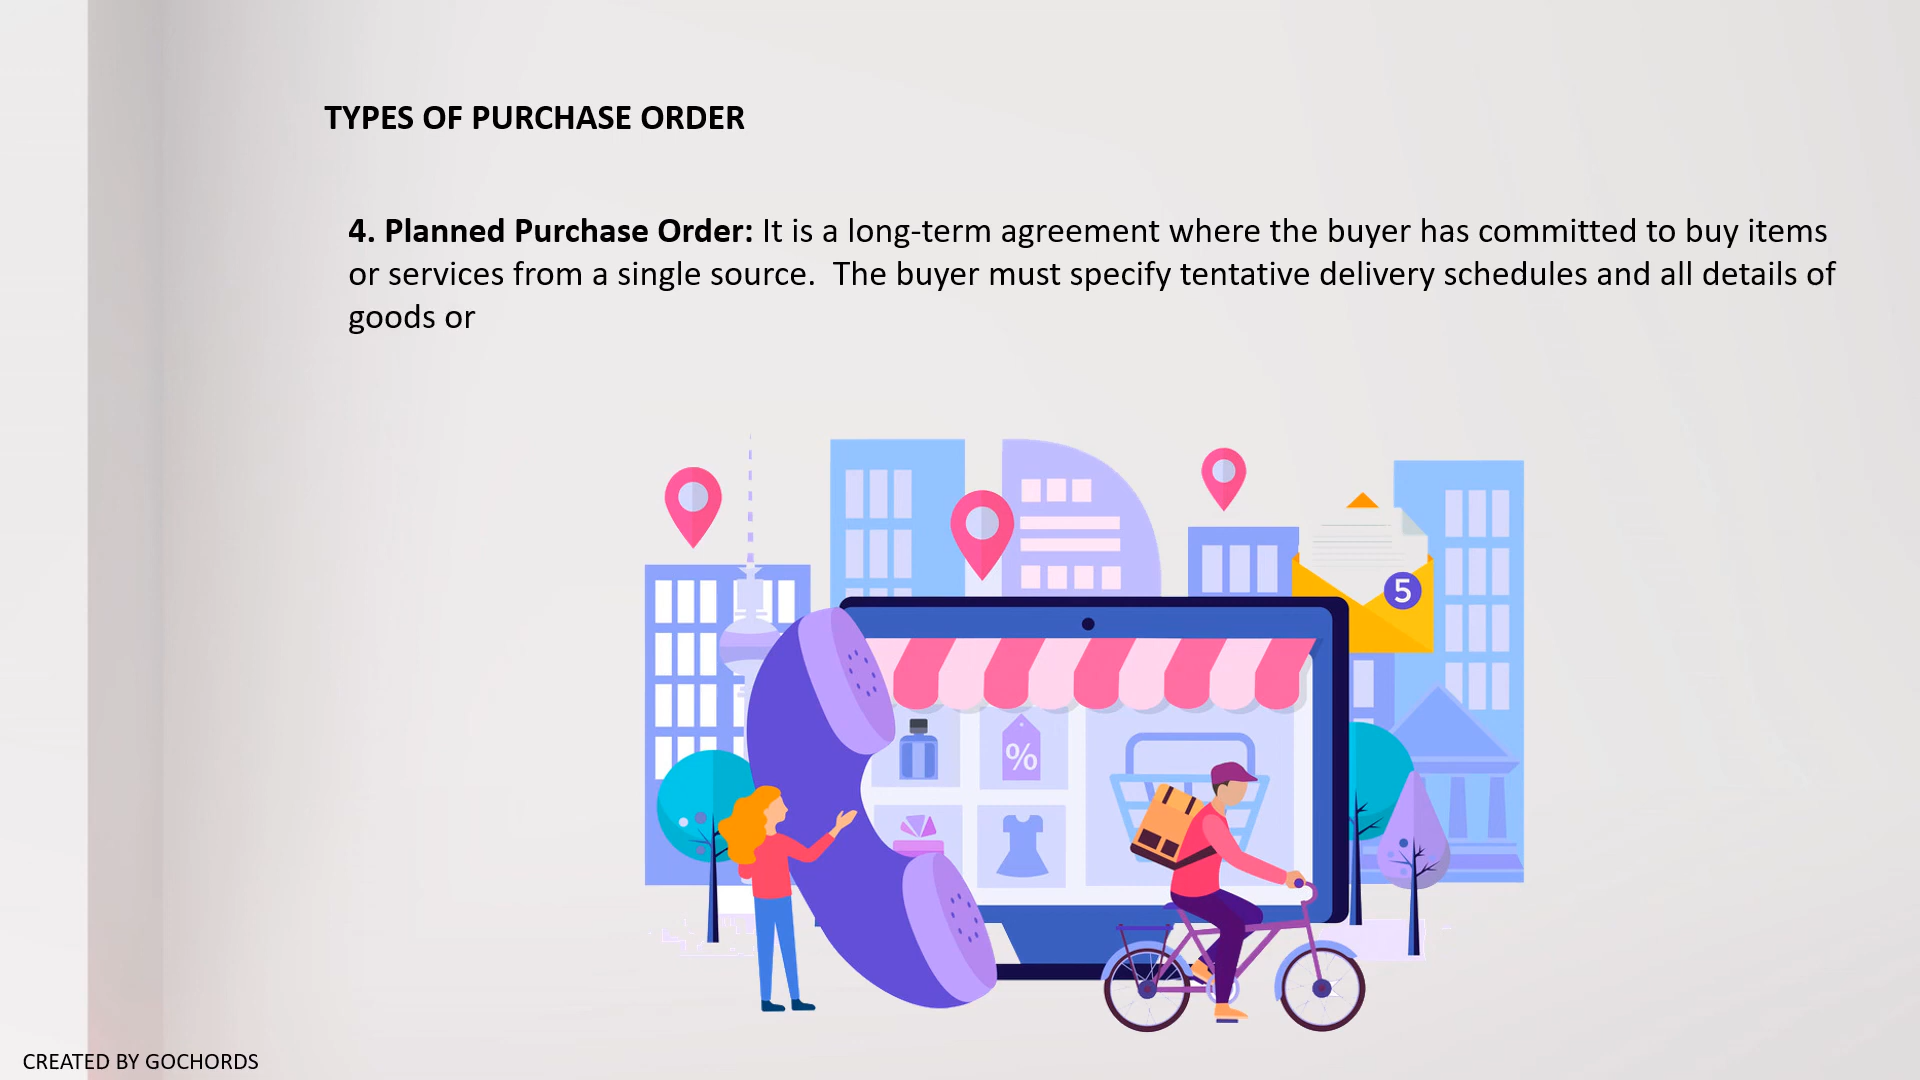 TYPES OF PURCHASE ORDER
4. Planned Purchase Order: It is a long-term agreement where the buyer has committed to buy items
or services from a single source.  The buyer must specify tentative delivery schedules and all details of
goods or
5
%
CREATED BY GOCHORDS